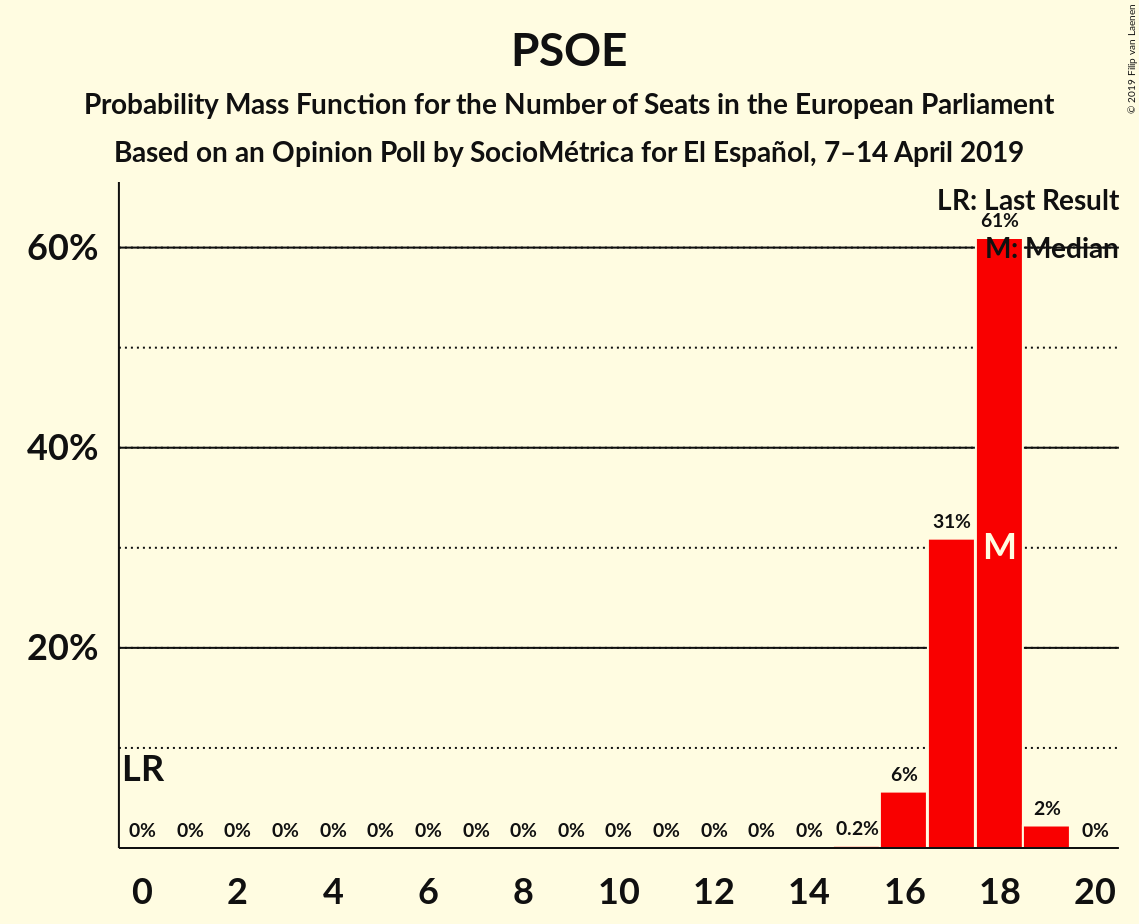 PSOE
Probability Mass Function for the Number of Seats in the European Parliament
Based on an Opinion Poll by SocioMétrica for El Español, 7–14 April 2019
© 2019 Filip van Laenen
LR: Last Result
M: Median
60%
40%
20%
61%
31%
M
LR
6%
2%
0% 0% 0% 0% 0% 0% 0% 0% 0% 0% 0% 0% 0% 0% 0% 0.2% 0%
0 2 4 6 8 10 12 14 16 18 20